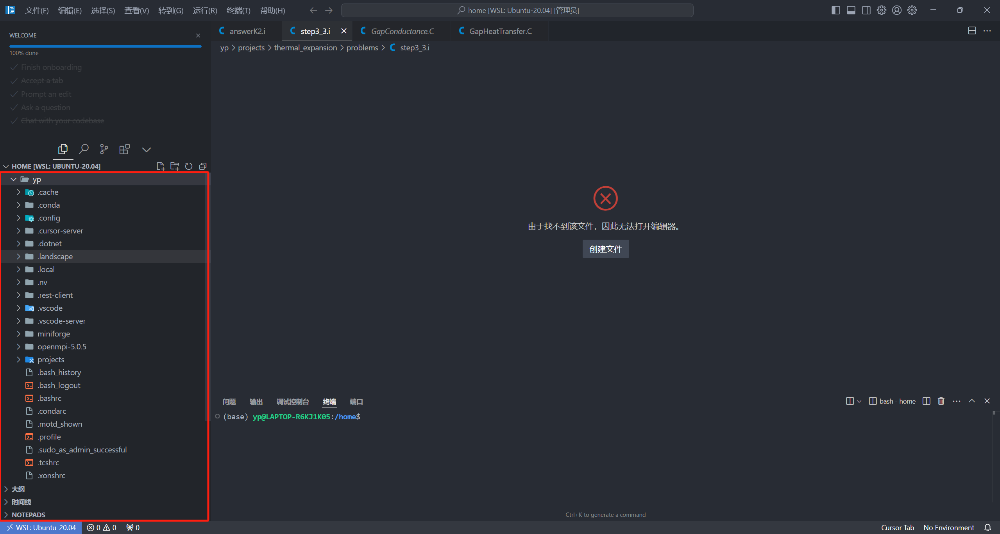 文件(F) 编辑(E) 选择(S) 查看(V) 转到(G) 运行(R) 终端(T) 帮助(H) home [WSL: Ubuntu-20.04] [管理员]
WELCOME
100% done
Finish onboarding
Accept a tab
Prompt an edit
Ask a question
Chat with your codebase
HOME [WSL: UBUNTU-20.04]
yp
.cache
.conda
.config
.cursor-server
.dotnet
.landscape
.local
.nv
.rest-client
.vscode
.vscode-server
miniforge
openmpi-5.0.5
projects
.bash_history
.bash_logout
.bashrc
.condarc
.motd_shown
.profile
.sudo_as_admin_successful
.tcshrc
.xonshrc
大纲
时间线
NOTEPADS
answerK2.i step3_3.i GapConductance.C GapHeatTransfer.C
yp > projects > thermal_expansion > problems > step3_3.i
由于找不到该文件，因此无法打开编辑器。
创建文件
问题 输出 调试控制台 终端 端口 bash - home
(base) yp@LAPTOP-R6KJ1K05:/home$
Ctrl+K to generate a command
WSL: Ubuntu-20.04 0 0 0 Cursor Tab No Environment